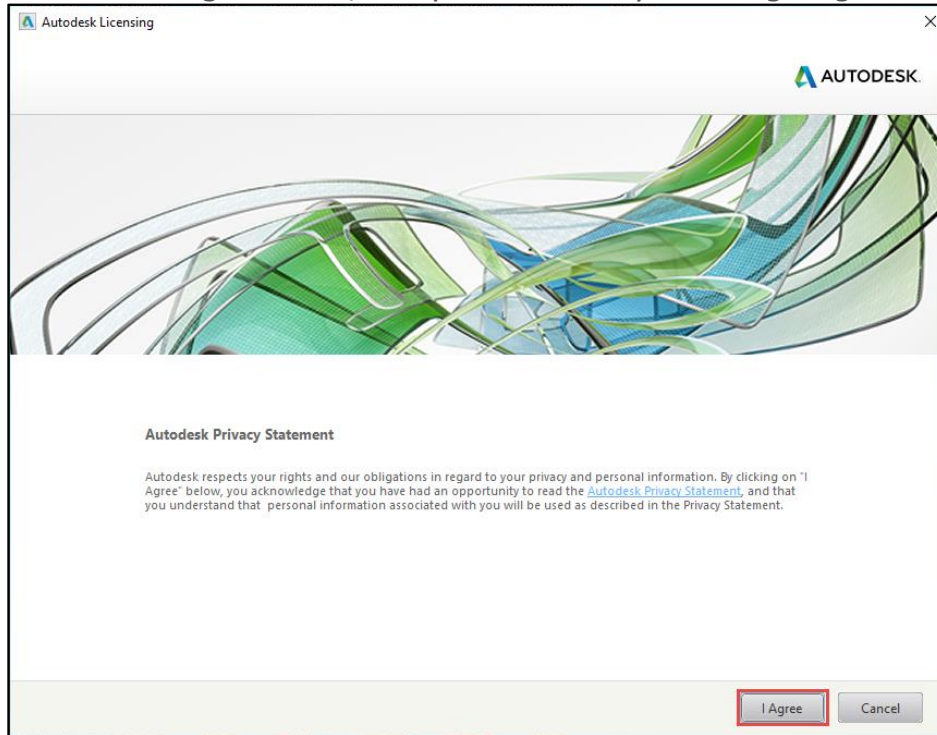 Autodesk Licensing
AUTODESK.
Autodesk Privacy Statement
Autodesk respects your rights and our obligations in regard to your privacy and personal information. By clicking on "I
Agree" below, you acknowledge that you have had an opportunity to read the Autodesk Privacy Statement, and that
you understand that personal information associated with you will be used as described in the Privacy Statement.
I Agree
Cancel